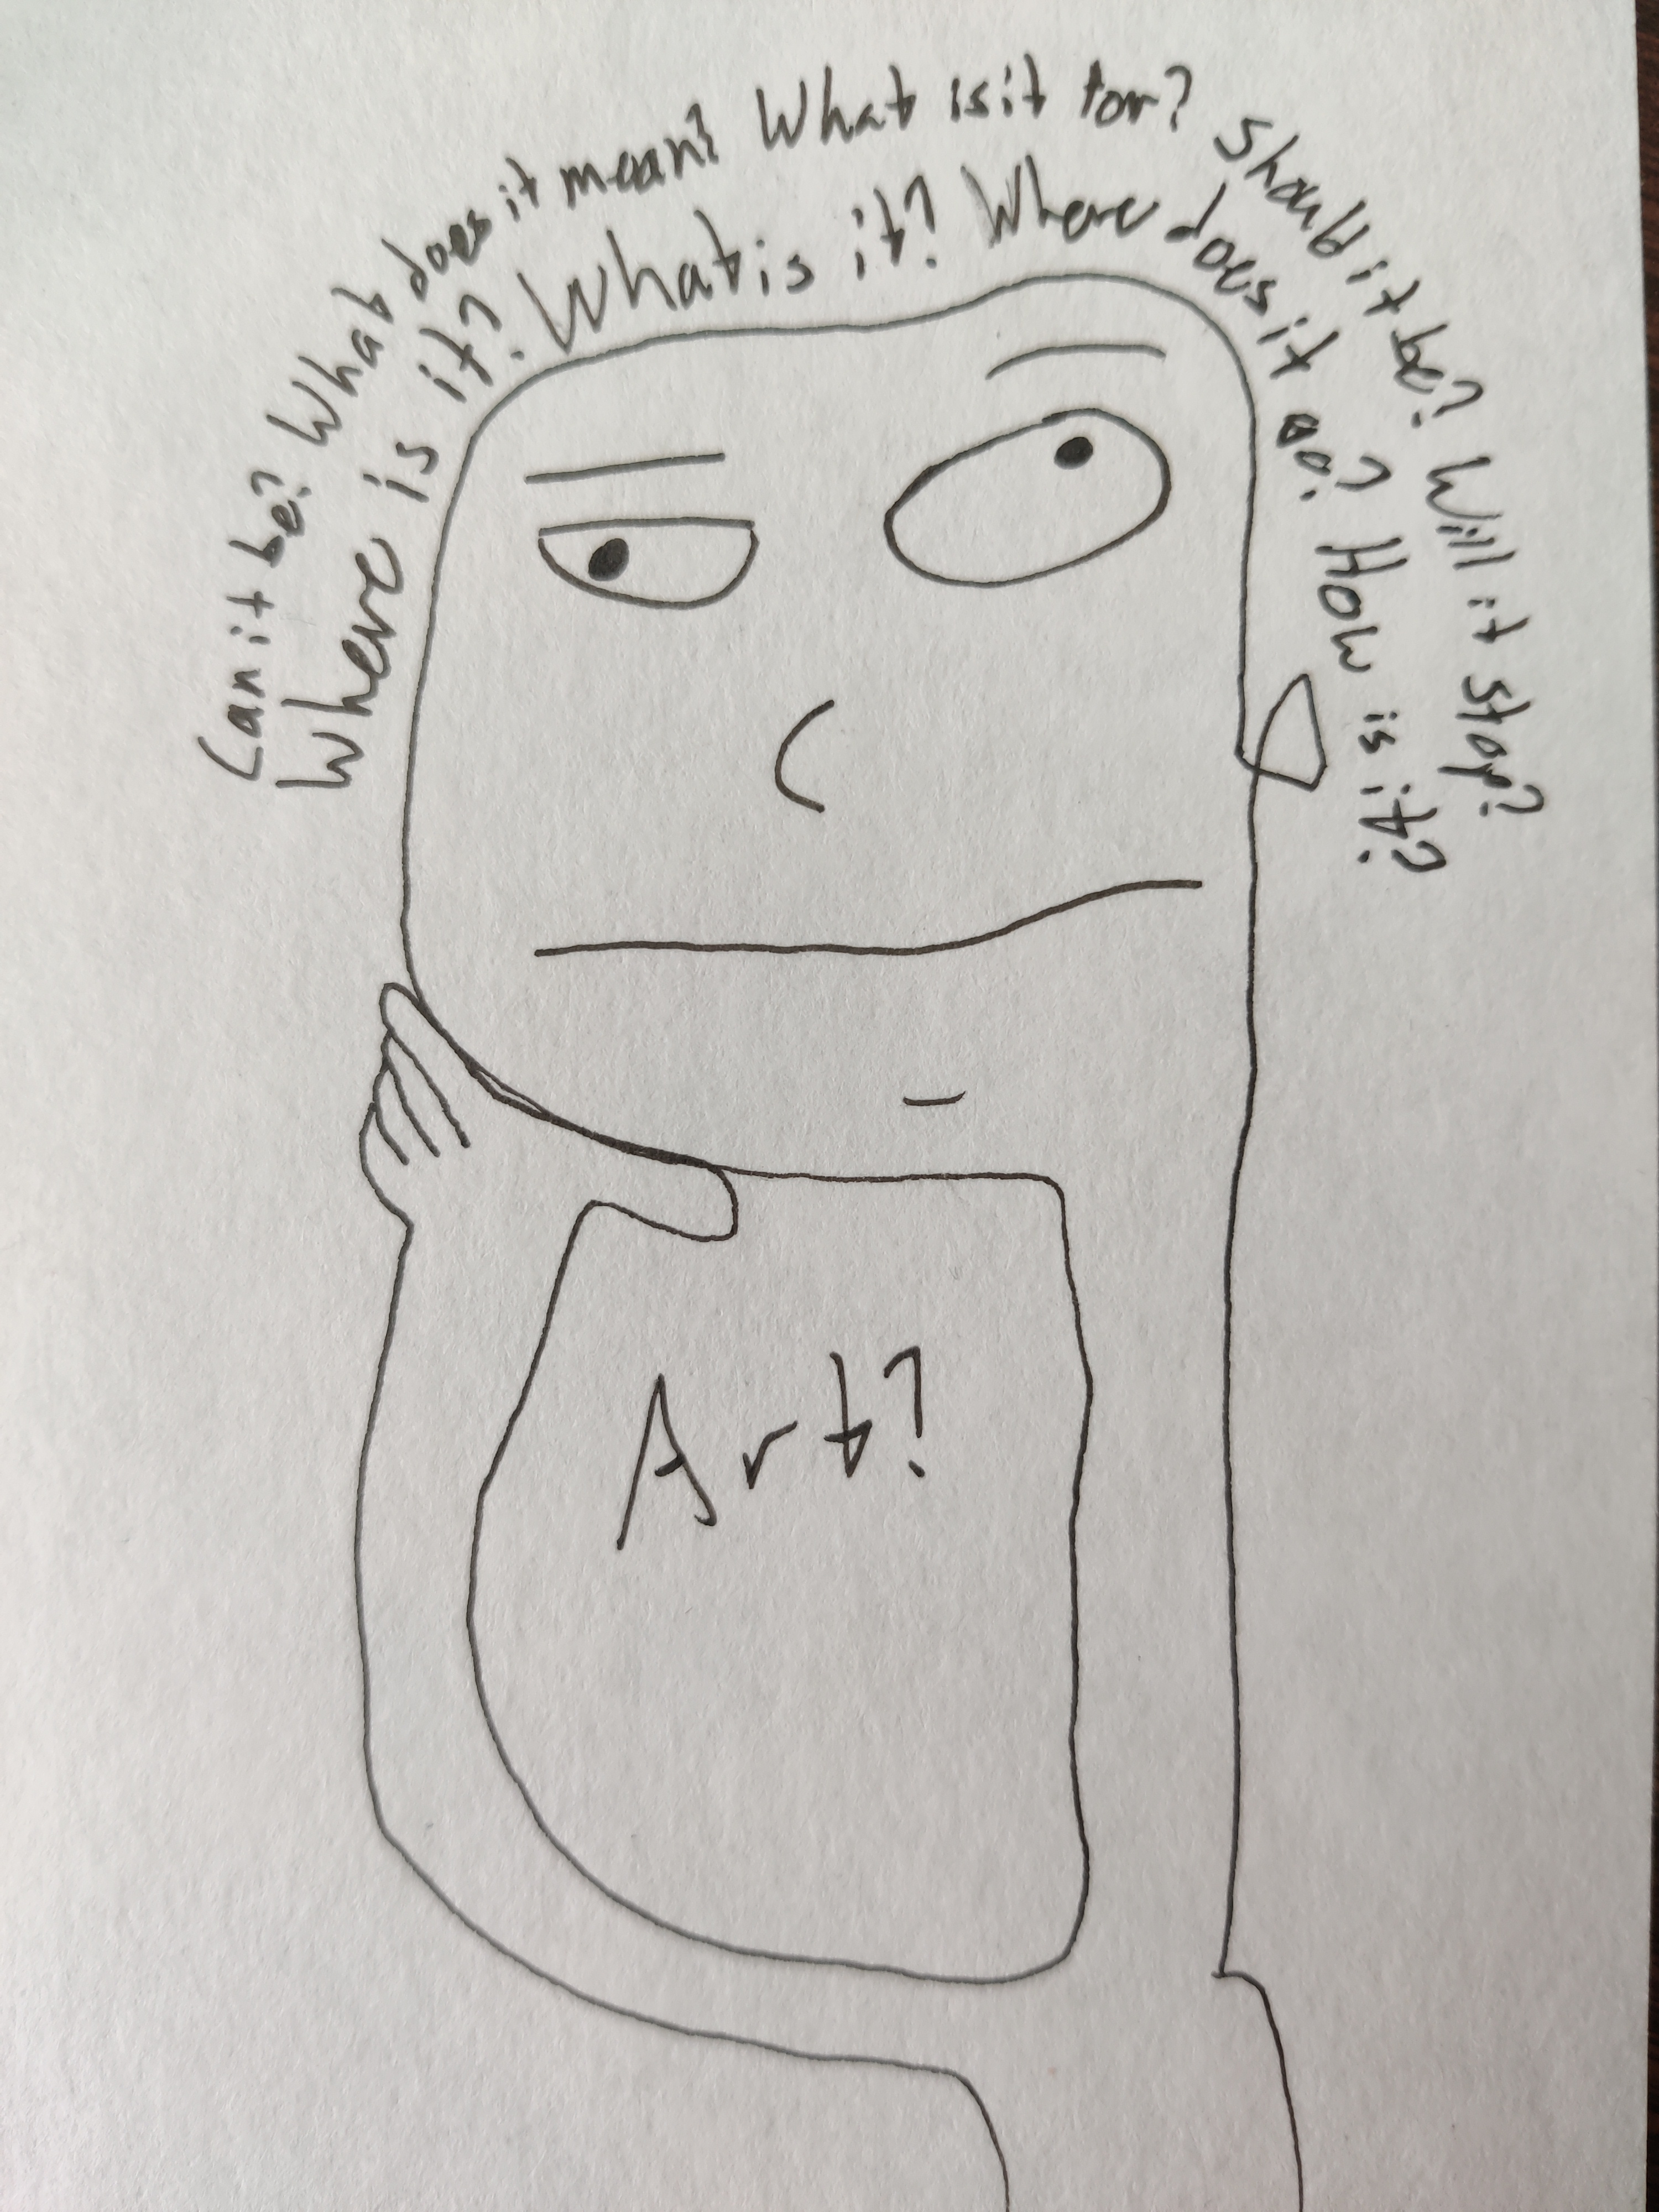 Can it be? What does it mean? What is it for? Should it be? Will it stop?
Where is it? What is it? Where does it go? How is it?
Art?